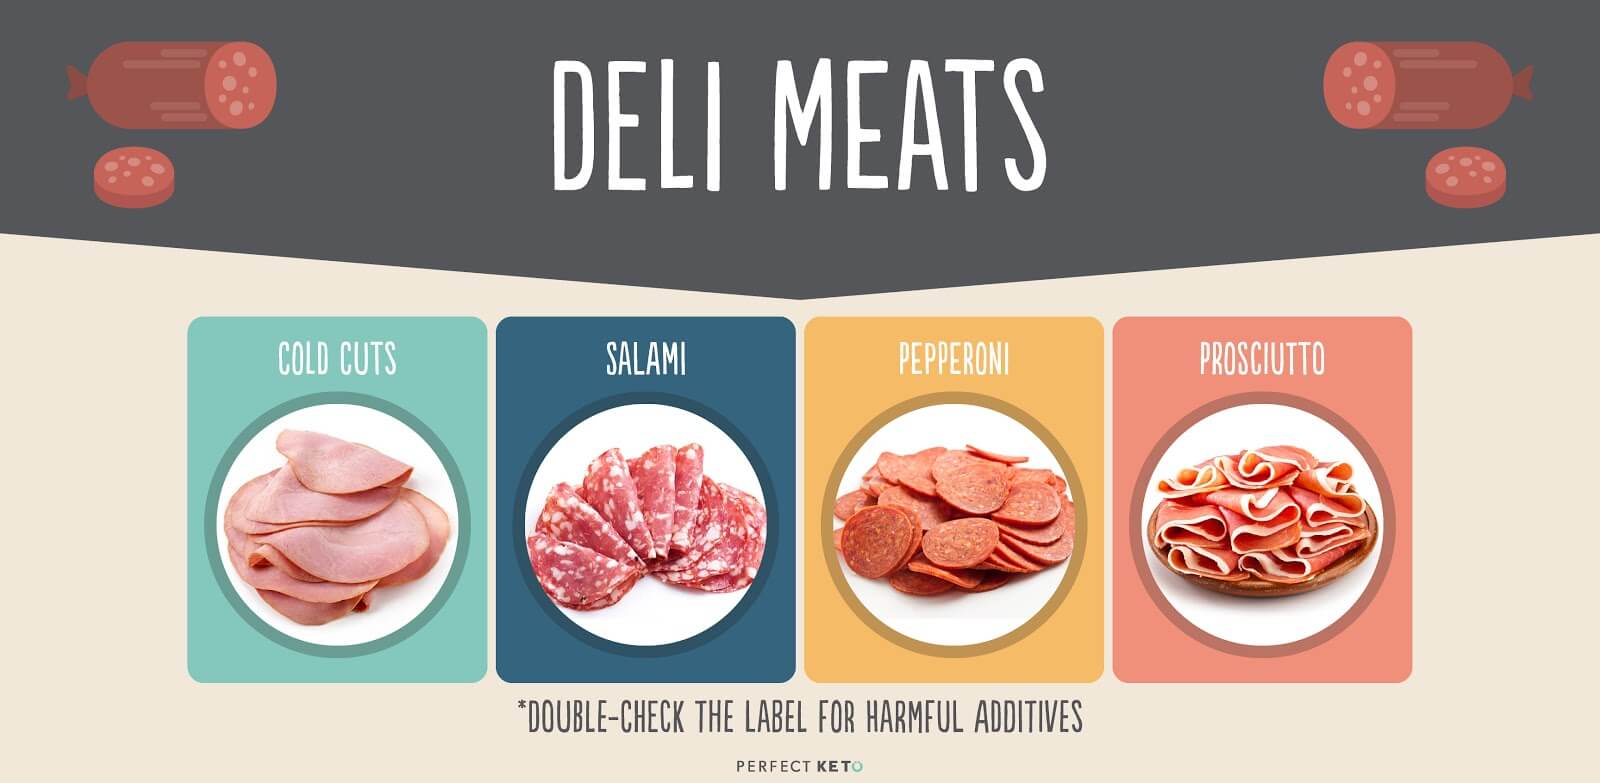 DELI MEATS
COLD CUTS
SALAMI
PEPPERONI
PROSCIUTTO
*DOUBLE-CHECK THE LABEL FOR HARMFUL ADDITIVES
PERFECT KETO